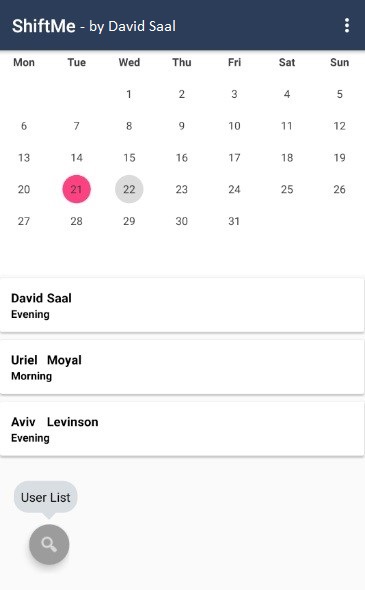 ShiftMe - by David Saal
Mon Tue Wed Thu Fri Sat Sun
1 2 3 4 5
6 7 8 9 10 11 12
13 14 15 16 17 18 19
20 21 22 23 24 25 26
27 28 29 30 31
David Saal
Evening
Uriel Moyal
Morning
Aviv Levinson
Evening
User List